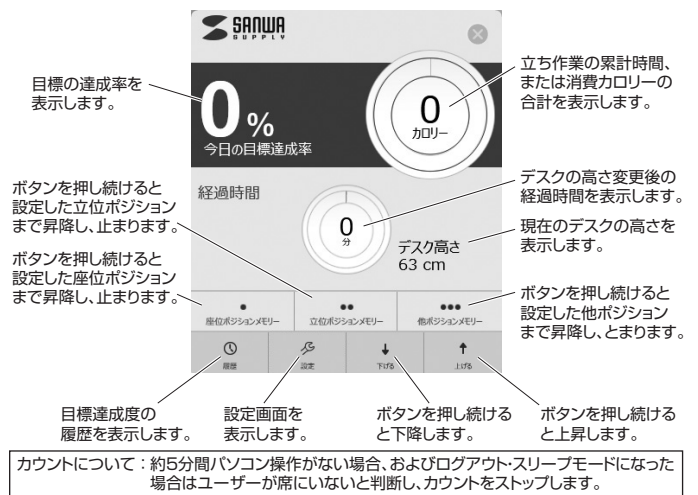 SANWA
SUPPLY
目標の達成率を
表示します。
0%
今日の目標達成率
0
カロリー
立ち作業の累計時間、
または消費カロリーの
合計を表示します。
経過時間
0
分
デスク高さ
63 cm
デスクの高さ変更後の
経過時間を表示します。
現在のデスクの高さを
表示します。
ボタンを押し続けると
設定した立位ポジション
まで昇降し、止まります。
ボタンを押し続けると
設定した座位ポジション
まで昇降し、止まります。
ボタンを押し続けると
設定した他ポジション
まで昇降し、とまります。
座位ポジションメモリー
立位ポジションメモリー
他ポジションメモリー
履歴
設定
下げる
上げる
目標達成度の
履歴を表示します。
設定画面を
表示します。
ボタンを押し続ける
と下降します。
ボタンを押し続ける
と上昇します。
カウントについて：約5分間パソコン操作がない場合、およびログアウト・スリープモードになった
場合はユーザーが席にいないと判断し、カウントをストップします。